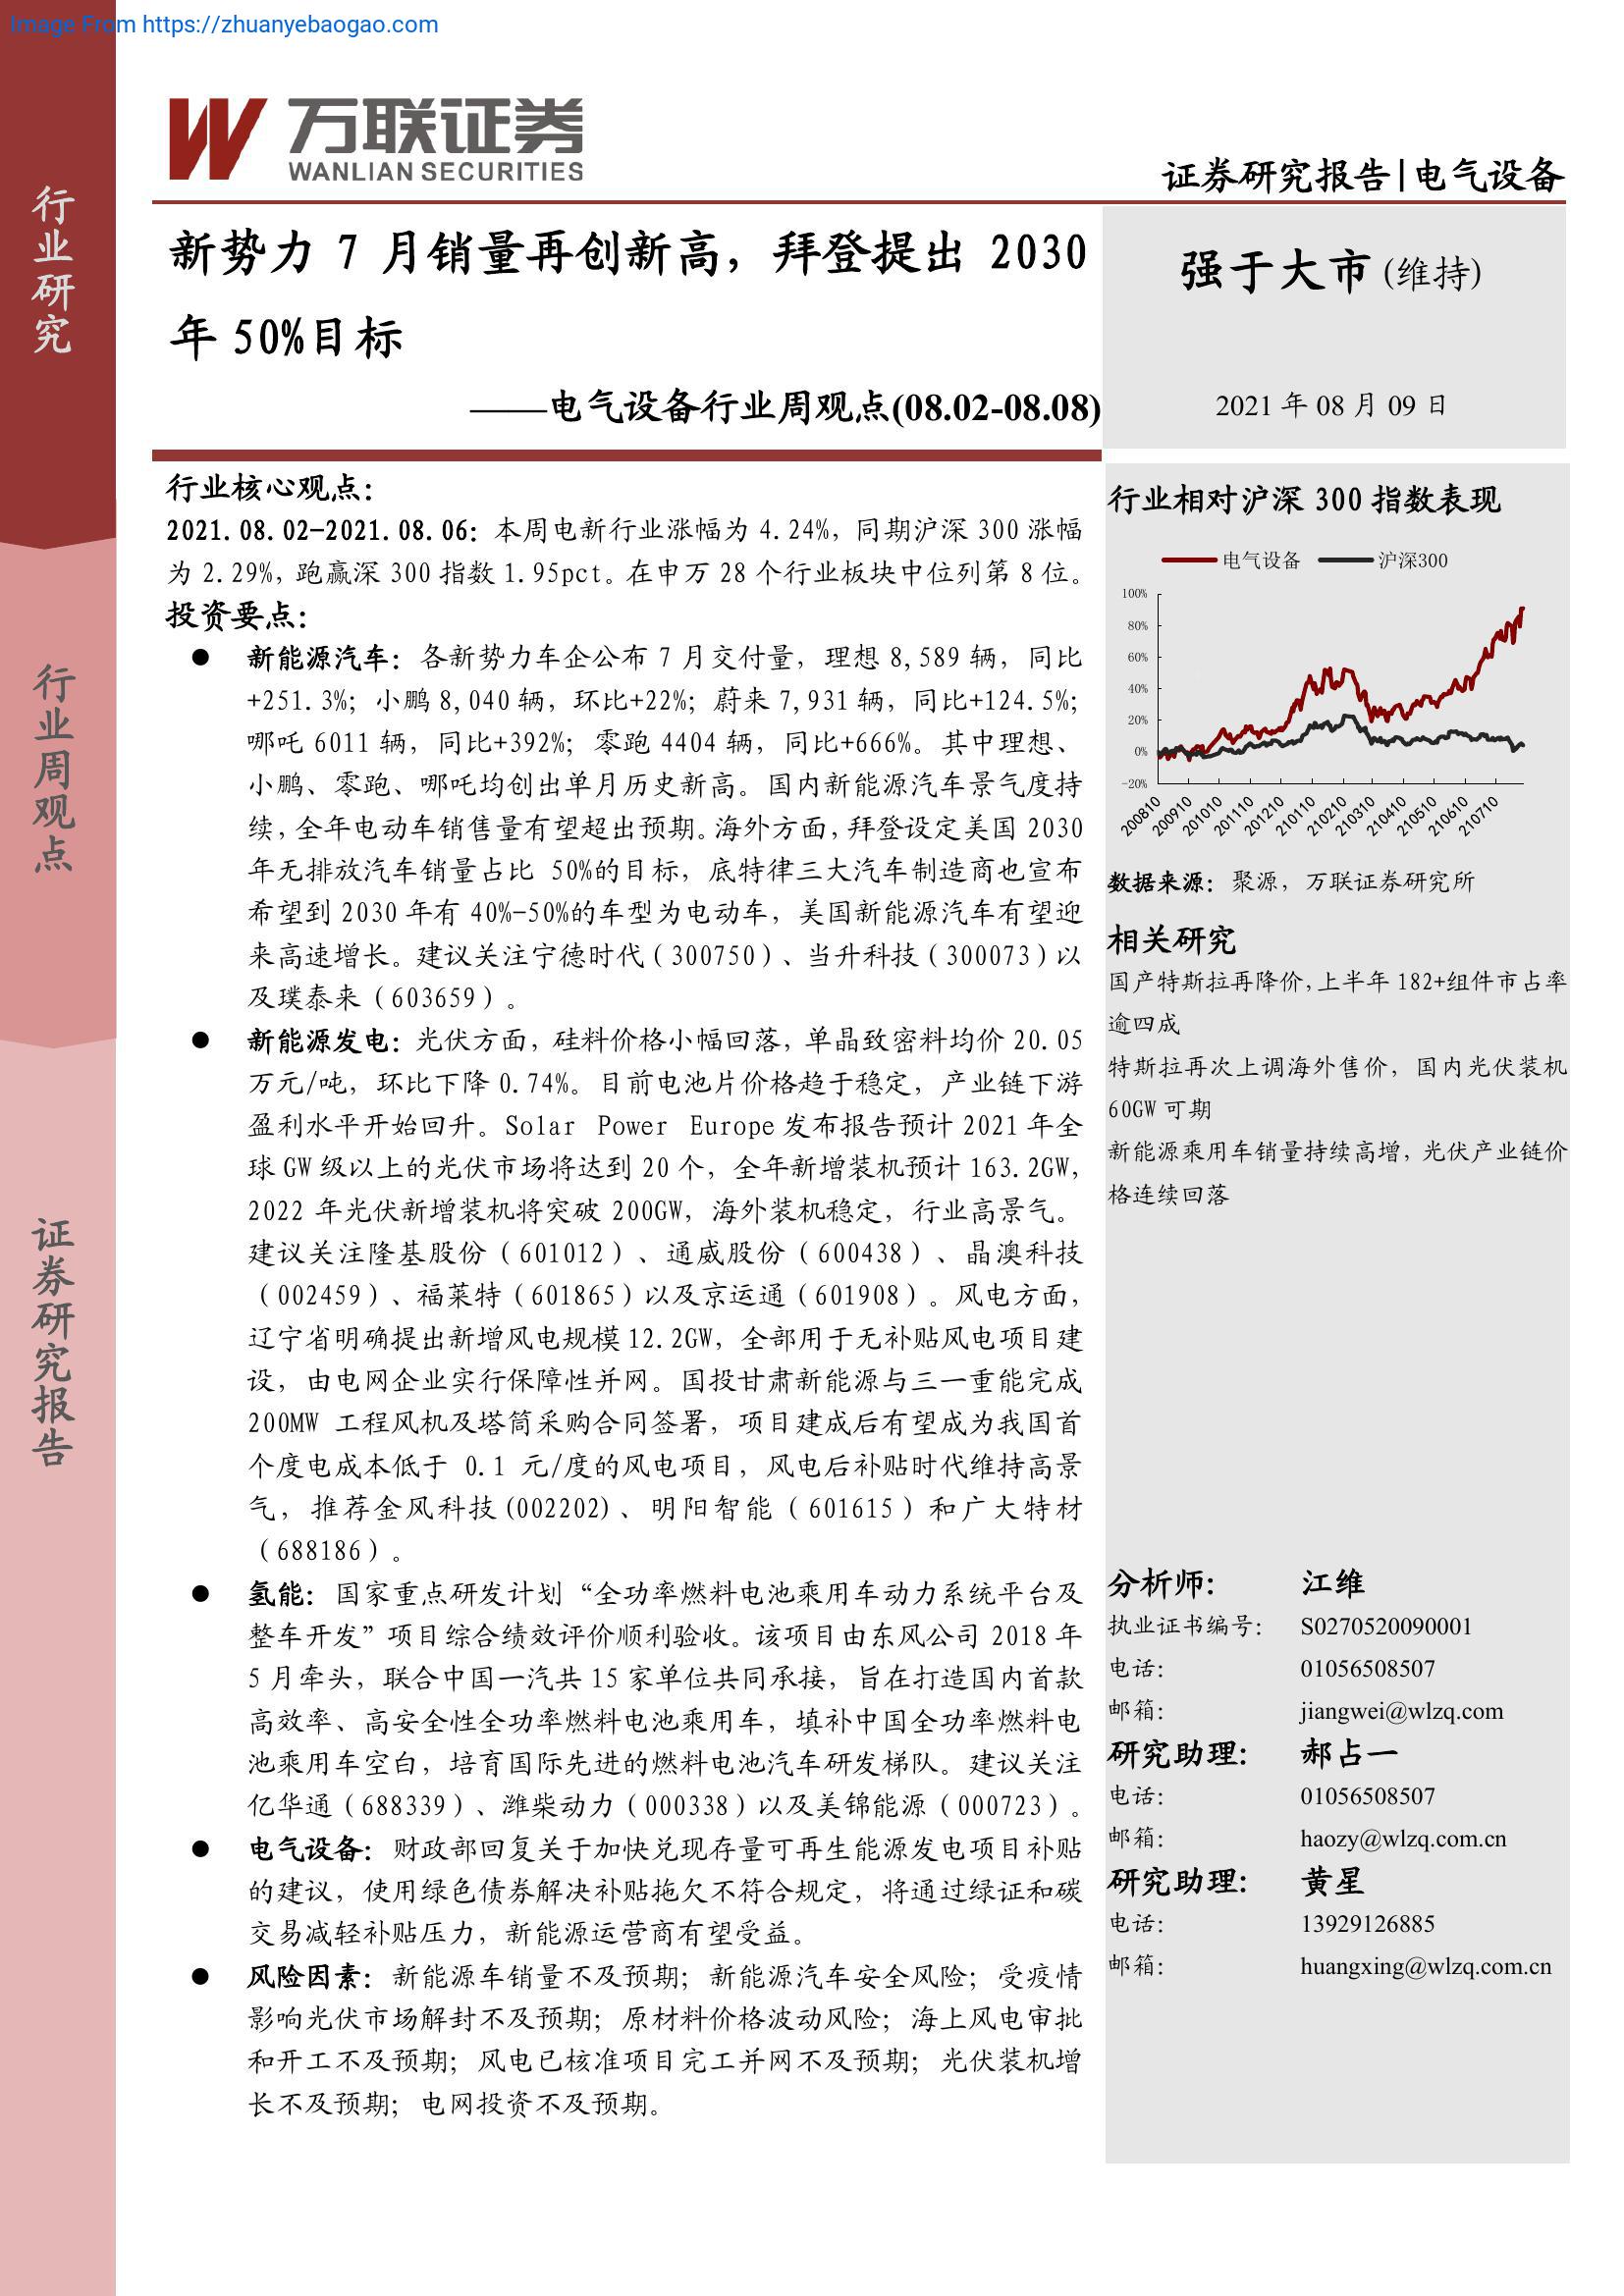 Image From https://zhuanyebaogao.com
万联证券
WANLIAN SECURITIES
证券研究报告|电气设备
行业研究
行业周观点
证券研究报告
新势力 7 月销量再创新高，拜登提出 2030
年 50%目标
——电气设备行业周观点(08.02-08.08)
强于大市(维持)
2021 年 08 月 09 日
行业核心观点：
2021.08.02-2021.08.06：本周电新行业涨幅为 4.24%，同期沪深 300 涨幅
为 2.29%，跑赢深 300 指数 1.95pct。在申万 28 个行业板块中位列第 8 位。
投资要点：
● 新能源汽车：各新势力车企公布 7 月交付量，理想 8,589 辆，同比
+251.3%；小鹏 8,040 辆，环比+22%；蔚来 7,931 辆，同比+124.5%；
哪吒 6011 辆，同比+392%；零跑 4404 辆，同比+666%。其中理想、
小鹏、零跑、哪吒均创出单月历史新高。国内新能源汽车景气度持
续，全年电动车销售量有望超出预期。海外方面，拜登设定美国 2030
年无排放汽车销量占比 50%的目标，底特律三大汽车制造商也宣布
希望到 2030 年有 40%-50%的车型为电动车，美国新能源汽车有望迎
来高速增长。建议关注宁德时代（300750）、当升科技（300073）以
及璞泰来（603659）。
● 新能源发电：光伏方面，硅料价格小幅回落，单晶致密料均价 20.05
万元/吨，环比下降 0.74%。目前电池片价格趋于稳定，产业链下游
盈利水平开始回升。Solar Power Europe 发布报告预计 2021 年全
球 GW 级以上的光伏市场将达到 20 个，全年新增装机预计 163.2GW，
2022 年光伏新增装机将突破 200GW，海外装机稳定，行业高景气。
建议关注隆基股份（601012）、通威股份（600438）、晶澳科技
（002459）、福莱特（601865）以及京运通（601908）。风电方面，
辽宁省明确提出新增风电规模 12.2GW，全部用于无补贴风电项目建
设，由电网企业实行保障性并网。国投甘肃新能源与三一重能完成
200MW 工程风机及塔筒采购合同签署，项目建成后有望成为我国首
个度电成本低于 0.1 元/度的风电项目，风电后补贴时代维持高景
气，推荐金风科技(002202)、明阳智能（601615）和广大特材
（688186）。
● 氢能：国家重点研发计划“全功率燃料电池乘用车动力系统平台及
整车开发”项目综合绩效评价顺利验收。该项目由东风公司 2018 年
5 月牵头，联合中国一汽共 15 家单位共同承接，旨在打造国内首款
高效率、高安全性全功率燃料电池乘用车，填补中国全功率燃料电
池乘用车空白，培育国际先进的燃料电池汽车研发梯队。建议关注
亿华通（688339）、潍柴动力（000338）以及美锦能源（000723）。
● 电气设备：财政部回复关于加快兑现存量可再生能源发电项目补贴
的建议，使用绿色债券解决补贴拖欠不符合规定，将通过绿证和碳
交易减轻补贴压力，新能源运营商有望受益。
● 风险因素：新能源车销量不及预期；新能源汽车安全风险；受疫情
影响光伏市场解封不及预期；原材料价格波动风险；海上风电审批
和开工不及预期；风电已核准项目完工并网不及预期；光伏装机增
长不及预期；电网投资不及预期。
行业相对沪深 300 指数表现
电气设备 沪深300
100%
80%
60%
40%
20%
0%
-20%
200810 200910 201010 201110 201210 210110 210210 210310 210410 210510 210610 210710
数据来源：聚源，万联证券研究所
相关研究
国产特斯拉再降价，上半年 182+组件市占率
逾四成
特斯拉再次上调海外售价，国内光伏装机
60GW 可期
新能源乘用车销量持续高增，光伏产业链价
格连续回落
分析师： 江维
执业证书编号： S0270520090001
电话： 01056508507
邮箱： jiangwei@wlzq.com
研究助理： 郝占一
电话： 01056508507
邮箱： haozy@wlzq.com.cn
研究助理： 黄星
电话： 13929126885
邮箱： huangxing@wlzq.com.cn